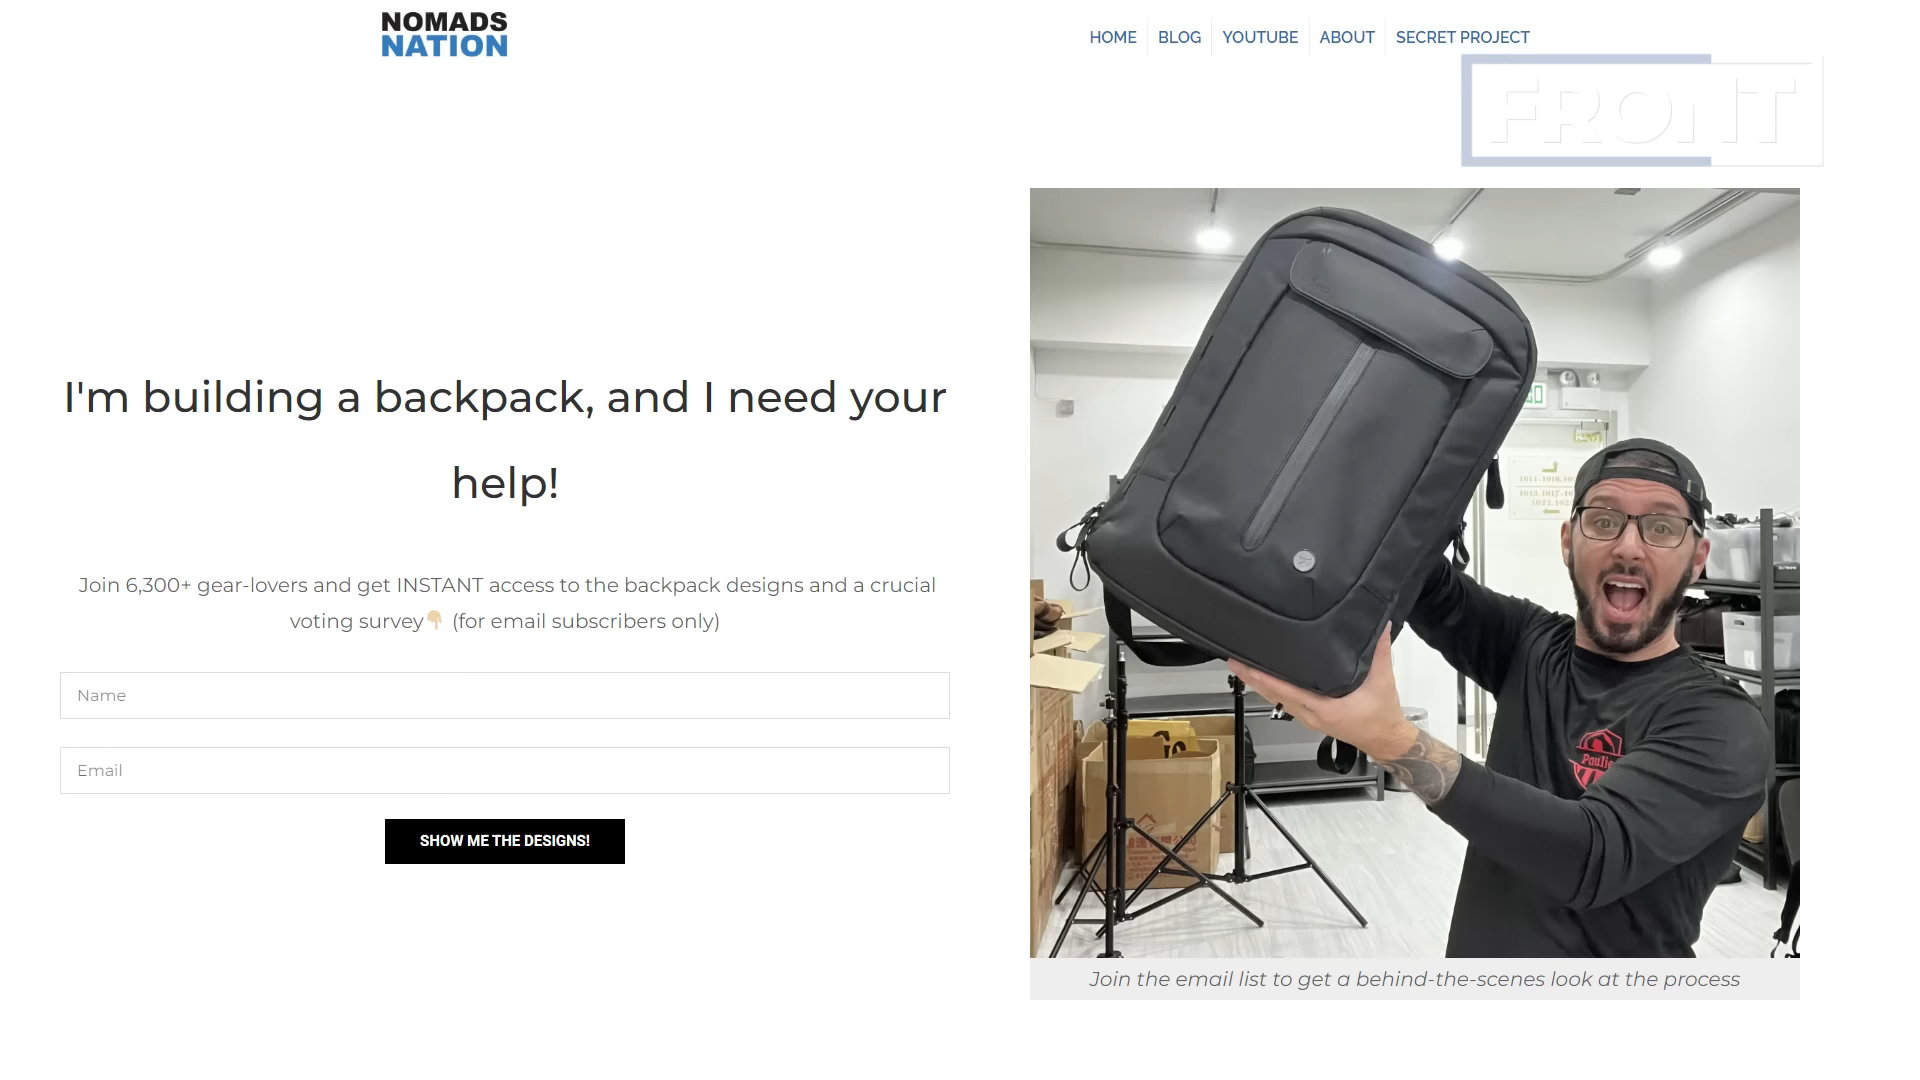 NOMADS
NATION
HOME
BLOG
YOUTUBE
ABOUT
SECRET PROJECT
FRONT
I'm building a backpack, and I need your
help!
Join 6,300+ gear-lovers and get INSTANT access to the backpack designs and a crucial
voting survey👇🏼 (for email subscribers only)
Name
Email
SHOW ME THE DESIGNS!
Paulie
Join the email list to get a behind-the-scenes look at the process